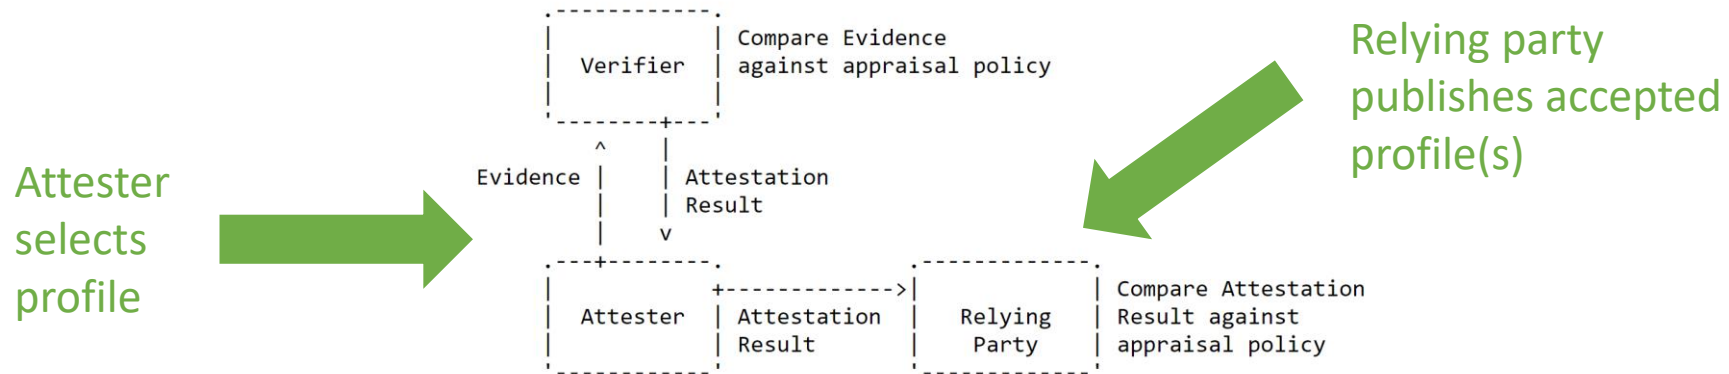 Verifier
Compare Evidence
against appraisal policy
Relying party
publishes accepted
profile(s)
Attester
selects
profile
Evidence
Attestation
Result
Attester
Attestation
Result
Relying
Party
Compare Attestation
Result against
appraisal policy